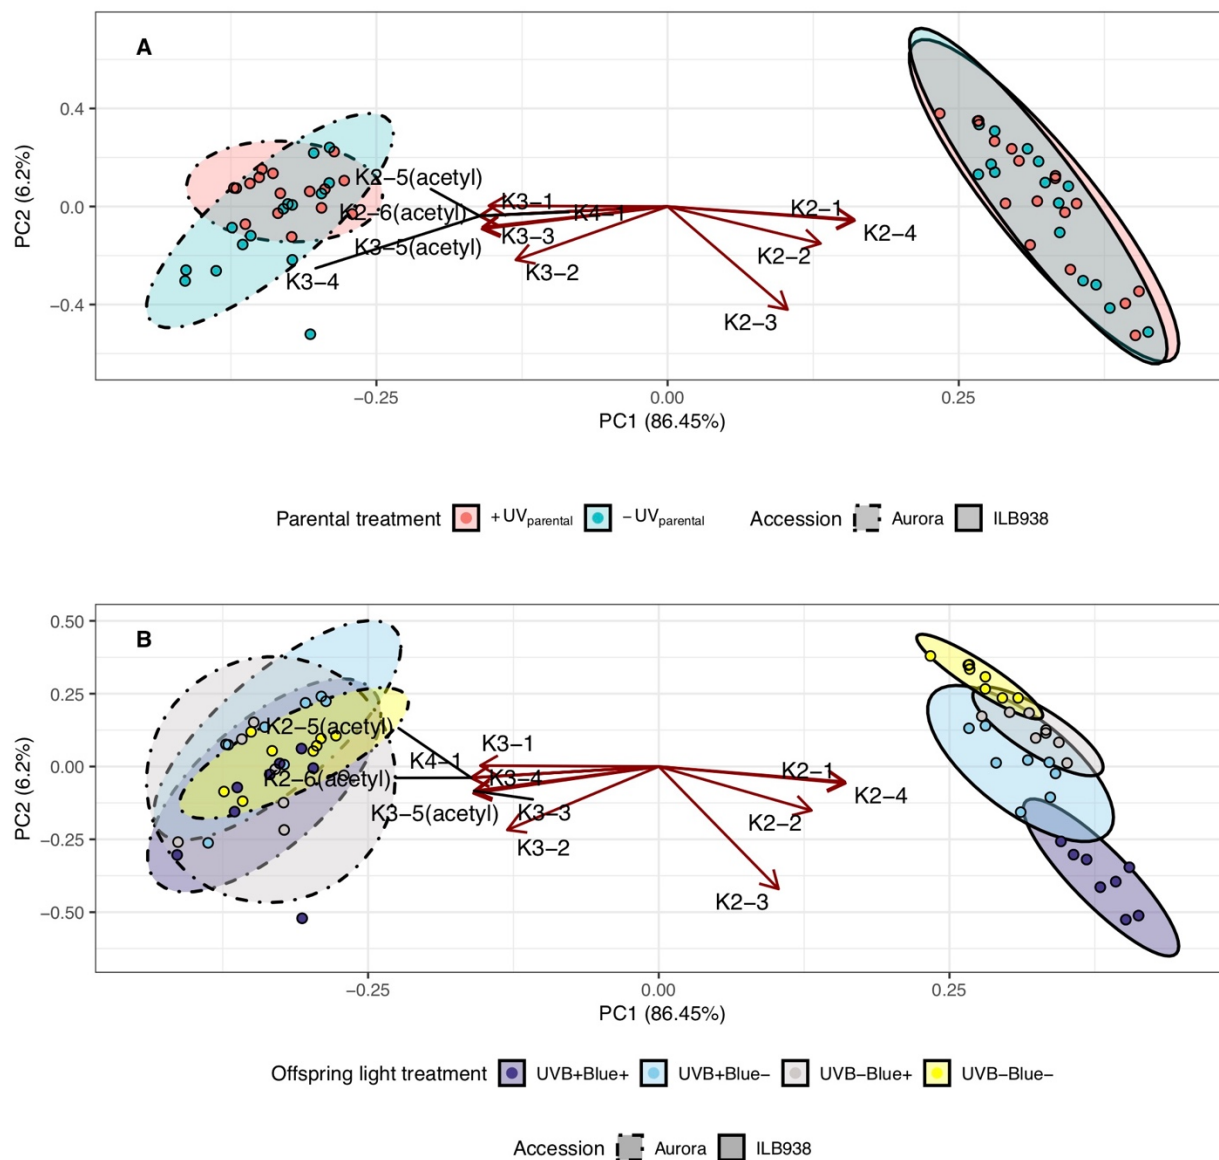 A
PC2 (6.2%)
0.4
0.0
−0.4
K2−5(acetyl)
K3−1
K2−6(acetyl)
K4−1
K3−3
K3−5(acetyl)
K3−4
K3−2
K2−1
K2−4
K2−2
K2−3
−0.25 0.00 0.25
PC1 (86.45%)
Parental treatment +UVparental −UVparental Accession Aurora ILB938
B
PC2 (6.2%)
0.50
0.25
0.00
−0.25
−0.50
K2−5(acetyl)
K3−1
K4−1
K2−6(acetyl)
K3−4
K3−5(acetyl)
K3−3
K3−2
K2−1
K2−4
K2−2
K2−3
−0.25 0.00 0.25
PC1 (86.45%)
Offspring light treatment UVB+Blue+ UVB+Blue− UVB−Blue+ UVB−Blue−
Accession Aurora ILB938